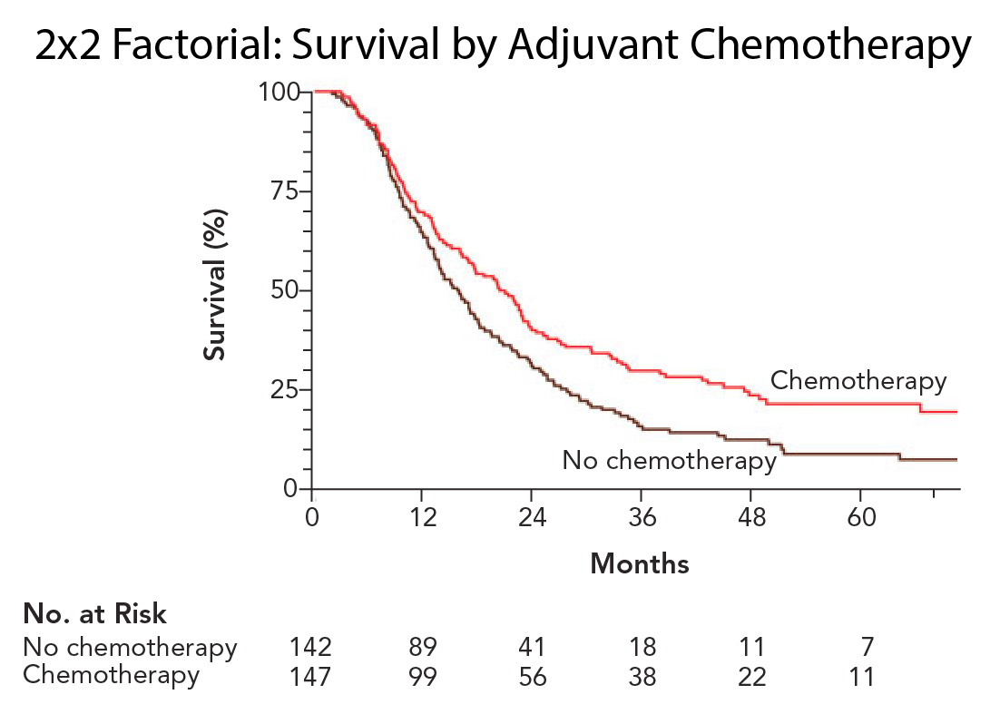 2x2 Factorial: Survival by Adjuvant Chemotherapy
100
75
50
25
0
Survival (%)
Chemotherapy
No chemotherapy
0 12 24 36 48 60
Months
No. at Risk
No chemotherapy 142 89 41 18 11 7
Chemotherapy 147 99 56 38 22 11